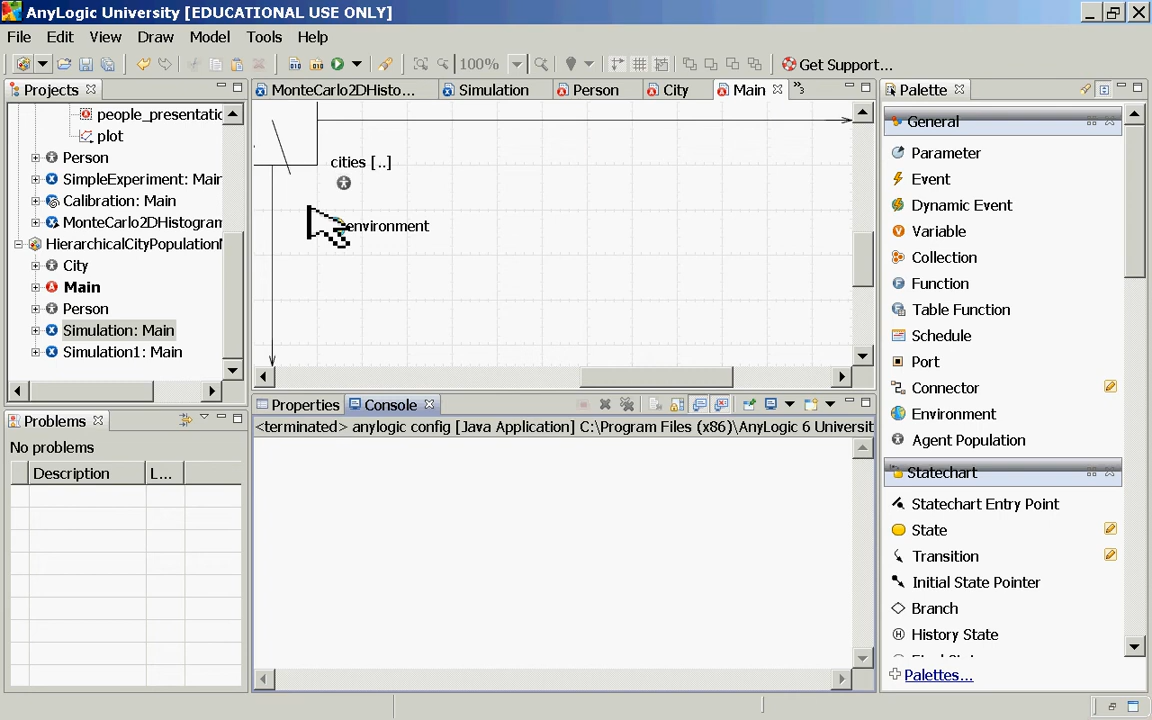 AnyLogic University [EDUCATIONAL USE ONLY]
File Edit View Draw Model Tools Help
100% Get Support...
Projects
people_presentatic
plot
Person
SimpleExperiment: Main
Calibration: Main
MonteCarlo2DHistogram
HierarchicalCityPopulation
City
Main
Person
Simulation: Main
Simulation1: Main
Problems
No problems
Description L...
MonteCarlo2DHisto... Simulation Person City Main »3
cities [..]
environment
Properties Console
<terminated> anylogic config [Java Application] C:\Program Files (x86)\AnyLogic 6 Universit
Palette
General
Parameter
Event
Dynamic Event
Variable
Collection
Function
Table Function
Schedule
Port
Connector
Environment
Agent Population
Statechart
Statechart Entry Point
State
Transition
Initial State Pointer
Branch
History State
Palettes...